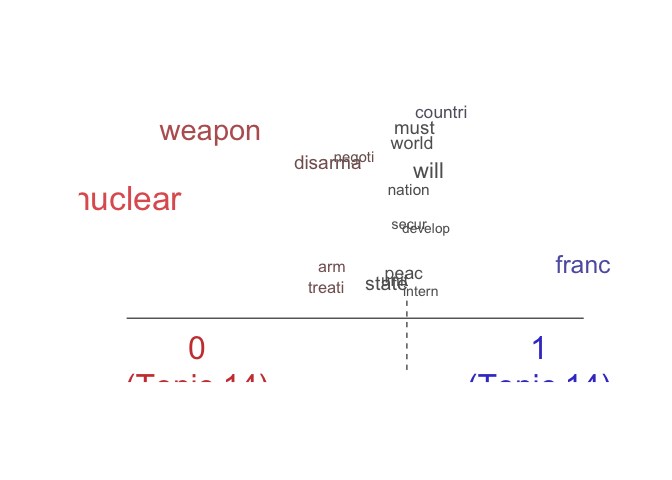 countri
must
weapon
world
negoti
disarma
will
nation
nuclear
secur
develop
franc
arm
peac
state
treati
intern
0
1
(Topic 14)
(Topic 14)